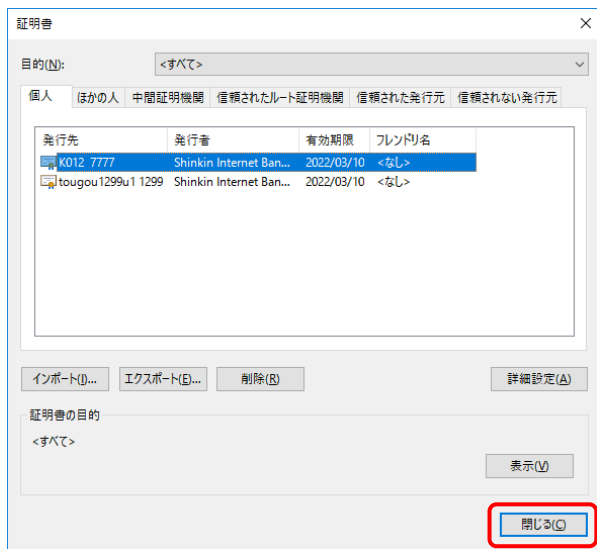 証明書
目的(N): <すべて>
個人 ほかの人 中間証明機関 信頼されたルート証明機関 信頼された発行元 信頼されない発行元
発行先 発行者 有効期限 フレンドリ名
K012 7777 Shinkin Internet Ban... 2022/03/10 <なし>
tougou1299u1 1299 Shinkin Internet Ban... 2022/03/10 <なし>
インポート(I)... エクスポート(E)... 削除(R) 詳細設定(A)
証明書の目的
<すべて>
表示(V)
閉じる(C)